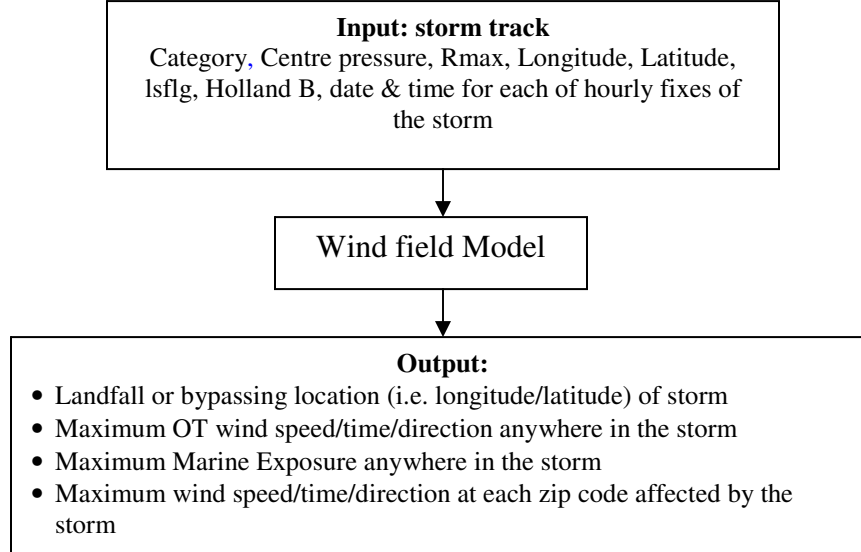 Input: storm track
Category, Centre pressure, Rmax, Longitude, Latitude,
lsflg, Holland B, date & time for each of hourly fixes of
the storm
Wind field Model
Output:
• Landfall or bypassing location (i.e. longitude/latitude) of storm
• Maximum OT wind speed/time/direction anywhere in the storm
• Maximum Marine Exposure anywhere in the storm
• Maximum wind speed/time/direction at each zip code affected by the
storm